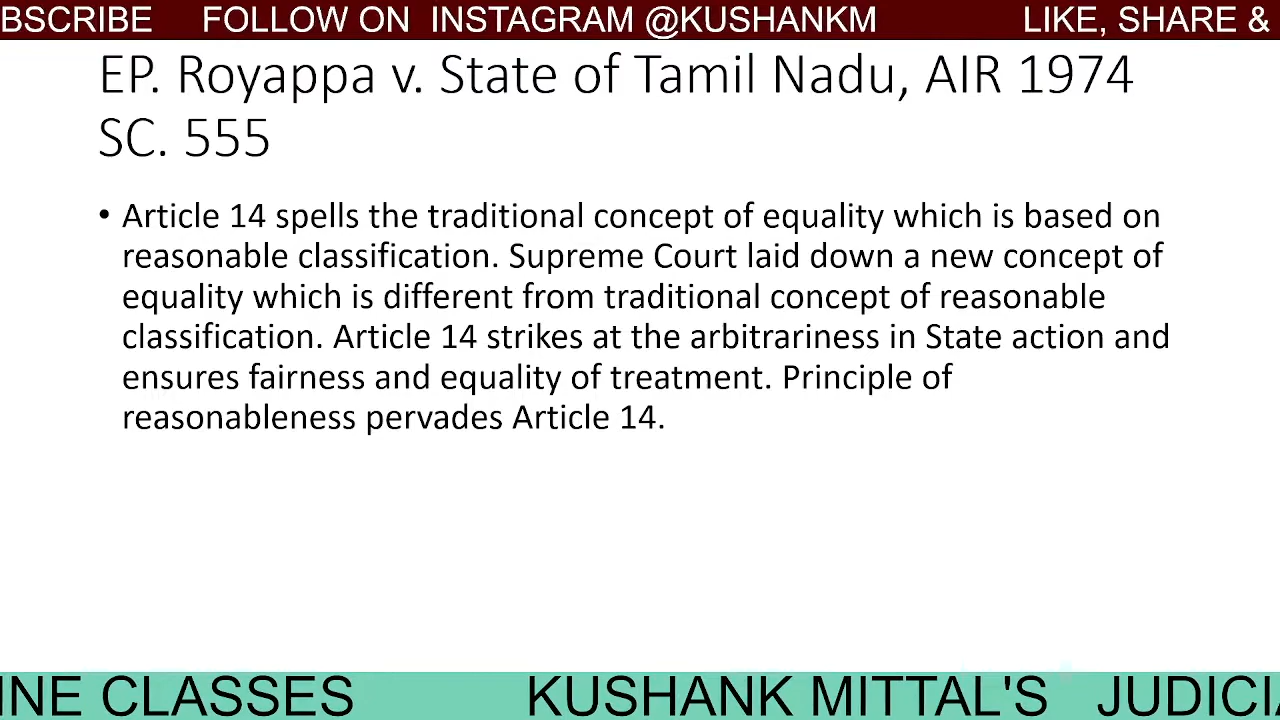 BSCRIBE FOLLOW ON INSTAGRAM @KUSHANKM LIKE, SHARE &
EP. Royappa v. State of Tamil Nadu, AIR 1974
SC. 555
• Article 14 spells the traditional concept of equality which is based on
reasonable classification. Supreme Court laid down a new concept of
equality which is different from traditional concept of reasonable
classification. Article 14 strikes at the arbitrariness in State action and
ensures fairness and equality of treatment. Principle of
reasonableness pervades Article 14.
INE CLASSES KUSHANK MITTAL'S JUDICI